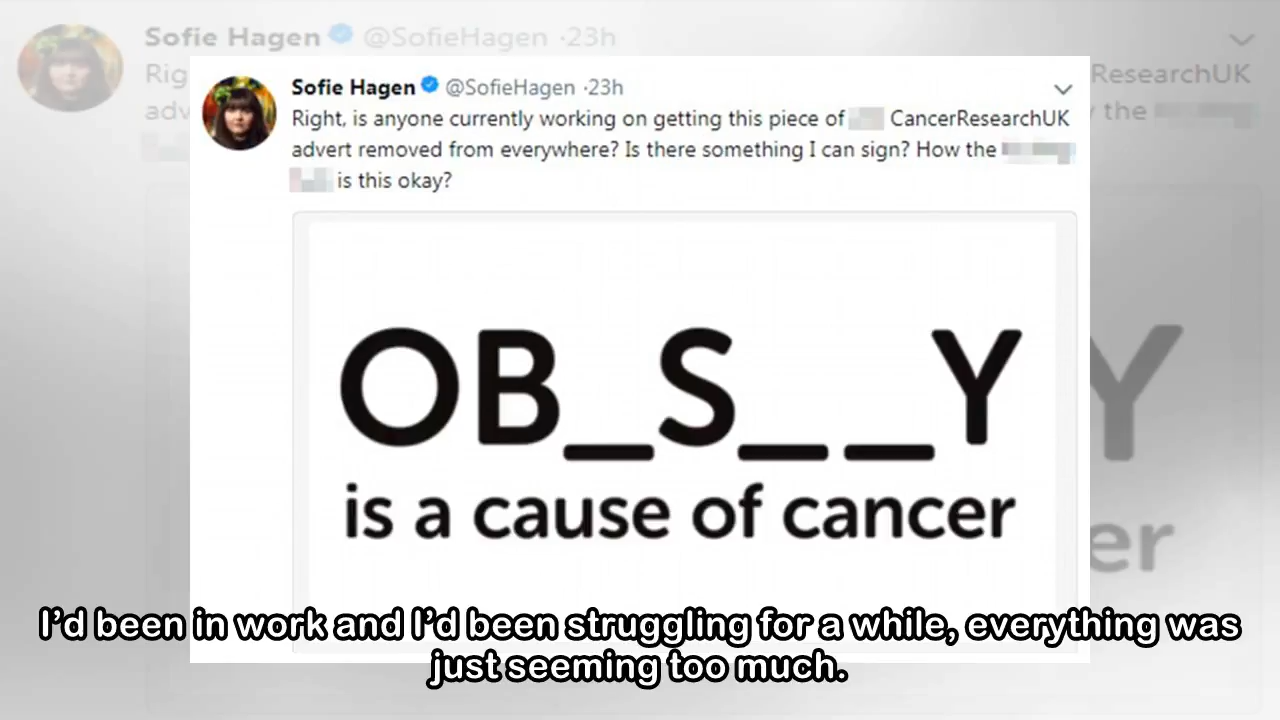 Sofie Hagen @SofieHagen ·23h
Sofie Hagen @SofieHagen ·23h
Right, is anyone currently working on getting this piece of CancerResearchUK
advert removed from everywhere? Is there something I can sign? How the
is this okay?
Rig
ResearchUK
adv
the
OB_S__Y
is a cause of cancer
Y
er
I'd been in work and I'd been struggling for a while, everything was
just seeming too much.